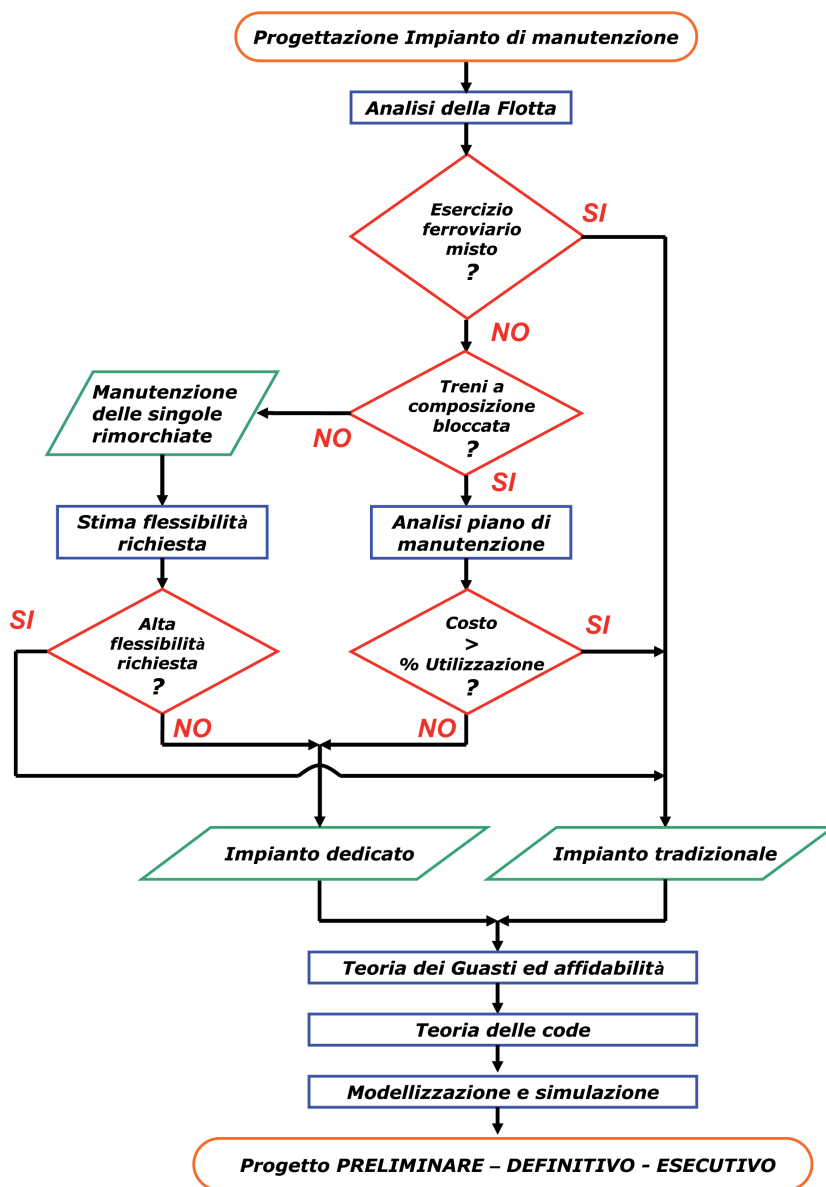 Progettazione Impianto di manutenzione
Analisi della Flotta
Esercizio
ferroviario
misto
?
SI
NO
Treni a
composizione
bloccata
?
NO
SI
Manutenzione
delle singole
rimorchiate
Stima flessibilità
richiesta
Analisi piano di
manutenzione
SI
Alta
flessibilità
richiesta
?
NO
Costo
>
% Utilizzazione
?
SI
NO
Impianto dedicato
Impianto tradizionale
Teoria dei Guasti ed affidabilità
Teoria delle code
Modellizzazione e simulazione
Progetto PRELIMINARE – DEFINITIVO - ESECUTIVO